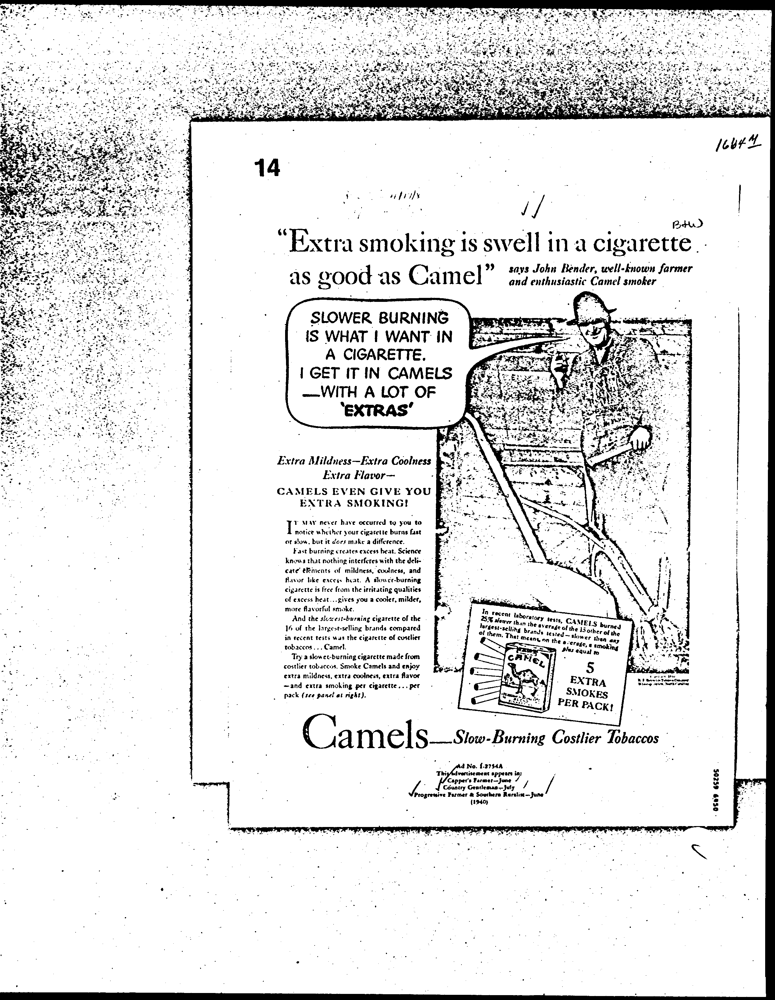 1664 M
14
B+W
“Extra smoking is swell in a cigarette
as good as Camel”
says John Bender, well-known farmer
and enthusiastic Camel smoker
SLOWER BURNING
IS WHAT I WANT IN
A CIGARETTE.
I GET IT IN CAMELS
—WITH A LOT OF
‘EXTRAS’
Extra Mildness—Extra Coolness
Extra Flavor—
CAMELS EVEN GIVE YOU
EXTRA SMOKING!
IT MAY never have occurred to you to
notice whether your cigarette burns fast
or slow, but it does make a difference.
Fast burning creates excess heat. Science
knows that nothing interferes with the deli-
cate elements of mildness, coolness, and
flavor like excess heat. A slower-burning
cigarette is free from the irritating qualities
of excess heat...gives you a cooler, milder,
more flavorful smoke.
And the slowest-burning cigarette of the
16 of the largest-selling brands compared
in recent tests was the cigarette of costlier
tobaccos... Camel.
Try a slower-burning cigarette made from
costlier tobaccos. Smoke Camels and enjoy
extra mildness, extra coolness, extra flavor
—and extra smoking per cigarette...per
pack (see panel at right).
In recent laboratory tests, CAMELS burned
25% slower than the average of the 15 other of the
largest-selling brands tested—slower than any
of them. That means, on the average, a smoking
plus equal to
CAMEL
5
EXTRA
SMOKES
PER PACK!
Camels—Slow-Burning Costlier Tobaccos
Ad No. f-2754A
This advertisement appears in:
Capper's Farmer—June
Country Gentleman—July
Progressive Farmer & Southern Ruralist—June
(1940)
50259 6950